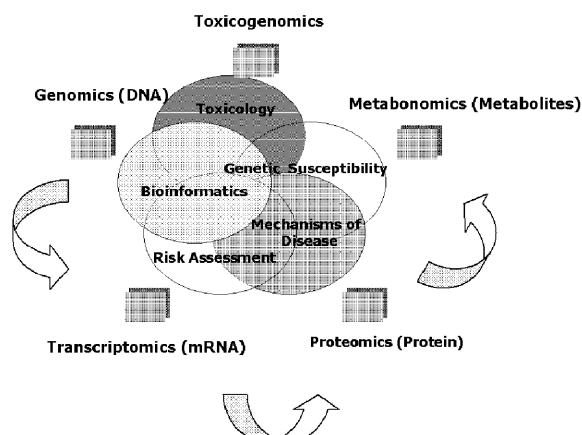 Toxicogenomics
Genomics (DNA)
Metabonomics (Metabolites)
Toxicology
Genetic Susceptibility
Bioinformatics
Mechanisms of
Disease
Risk Assessment
Transcriptomics (mRNA)
Proteomics (Protein)